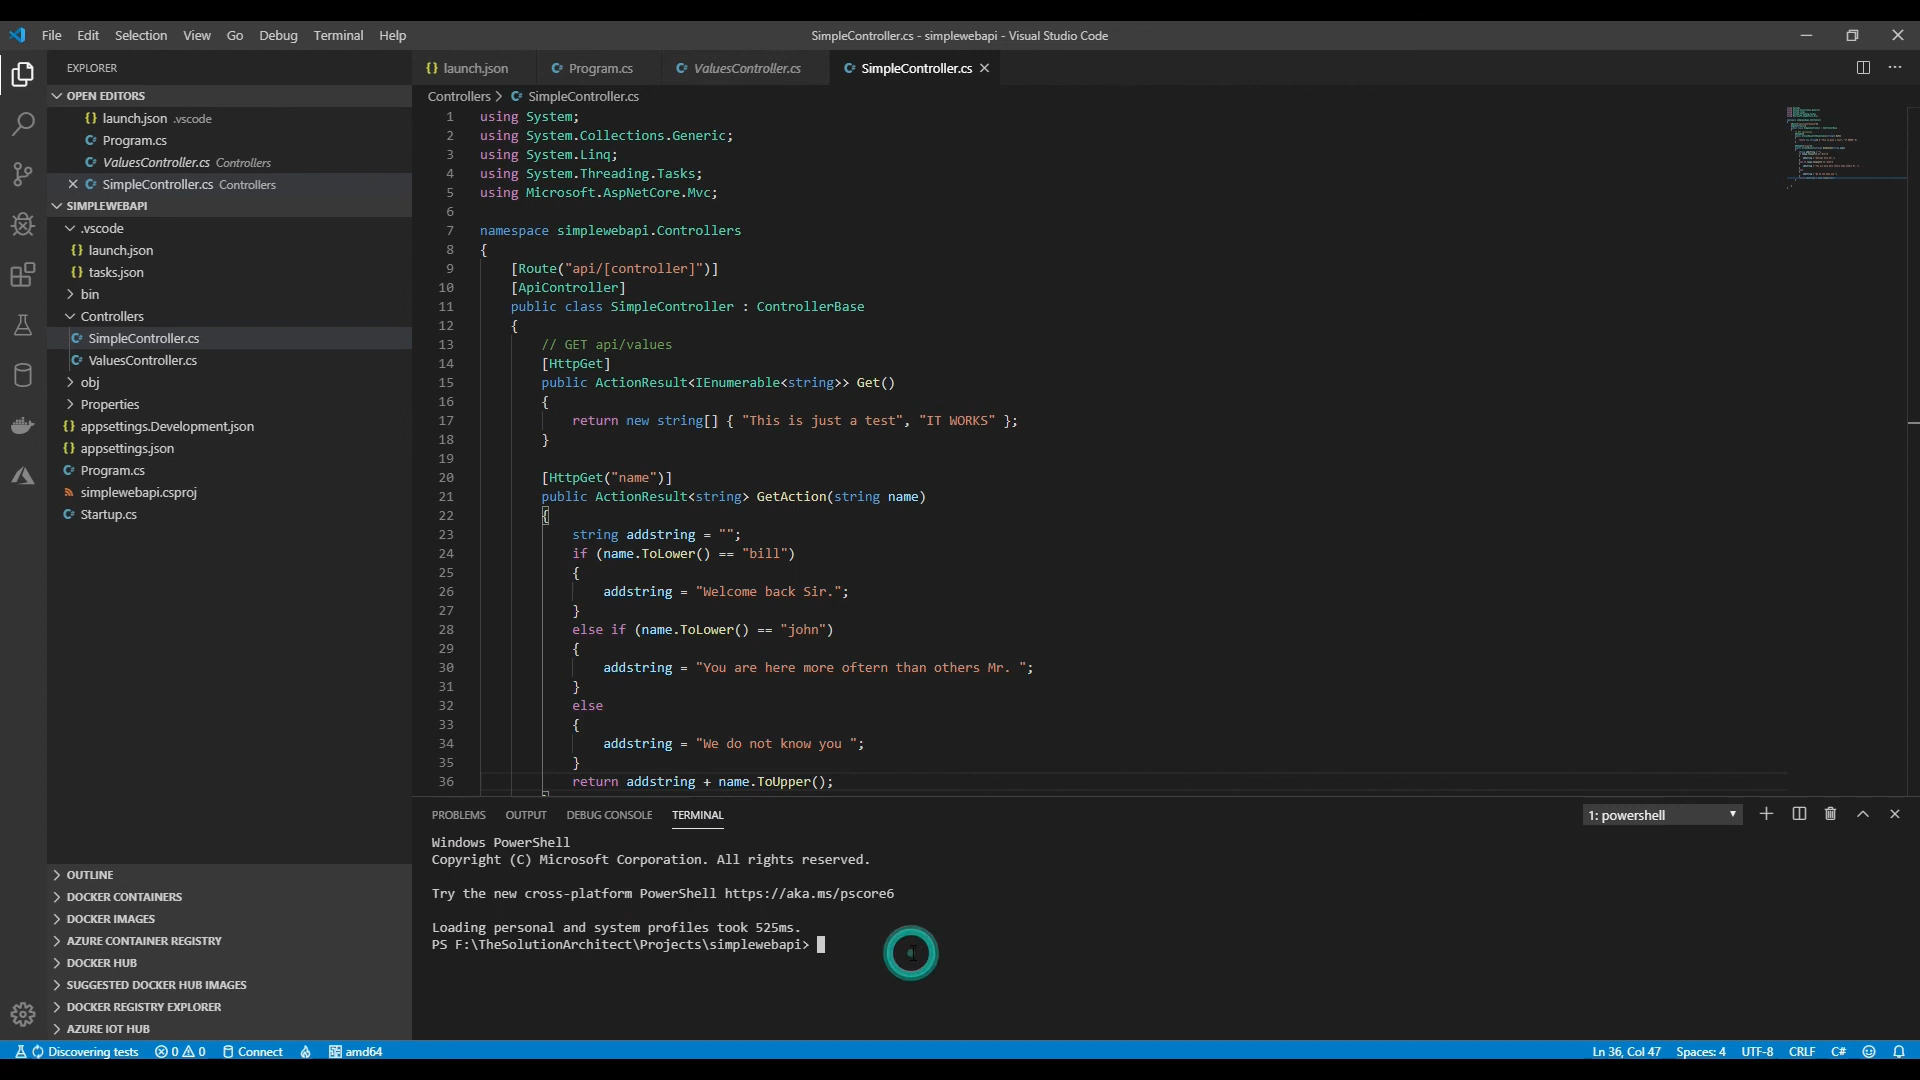 File Edit Selection View Go Debug Terminal Help
SimpleController.cs - simplewebapi - Visual Studio Code
EXPLORER
launch.json Program.cs ValuesController.cs SimpleController.cs
OPEN EDITORS
launch.json .vscode
Program.cs
ValuesController.cs Controllers
SimpleController.cs Controllers
SIMPLEWEBAPI
.vscode
launch.json
tasks.json
bin
Controllers
SimpleController.cs
ValuesController.cs
obj
Properties
appsettings.Development.json
appsettings.json
Program.cs
simplewebapi.csproj
Startup.cs
OUTLINE
DOCKER CONTAINERS
DOCKER IMAGES
AZURE CONTAINER REGISTRY
DOCKER HUB
SUGGESTED DOCKER HUB IMAGES
DOCKER REGISTRY EXPLORER
AZURE IOT HUB
Controllers > SimpleController.cs
1 using System;
2 using System.Collections.Generic;
3 using System.Linq;
4 using System.Threading.Tasks;
5 using Microsoft.AspNetCore.Mvc;
6
7 namespace simplewebapi.Controllers
8 {
9 [Route("api/[controller]")]
10 [ApiController]
11 public class SimpleController : ControllerBase
12 {
13 // GET api/values
14 [HttpGet]
15 public ActionResult<IEnumerable<string>> Get()
16 {
17 return new string[] { "This is just a test", "IT WORKS" };
18 }
19
20 [HttpGet("name")]
21 public ActionResult<string> GetAction(string name)
22 {
23 string addstring = "";
24 if (name.ToLower() == "bill")
25 {
26 addstring = "Welcome back Sir.";
27 }
28 else if (name.ToLower() == "john")
29 {
30 addstring = "You are here more oftern than others Mr. ";
31 }
32 else
33 {
34 addstring = "We do not know you ";
35 }
36 return addstring + name.ToUpper();
PROBLEMS OUTPUT DEBUG CONSOLE TERMINAL
1: powershell
Windows PowerShell
Copyright (C) Microsoft Corporation. All rights reserved.
Try the new cross-platform PowerShell https://aka.ms/pscore6
Loading personal and system profiles took 525ms.
PS F:\TheSolutionArchitect\Projects\simplewebapi>
Discovering tests 0 0 Connect amd64
Ln 36, Col 47 Spaces: 4 UTF-8 CRLF C#